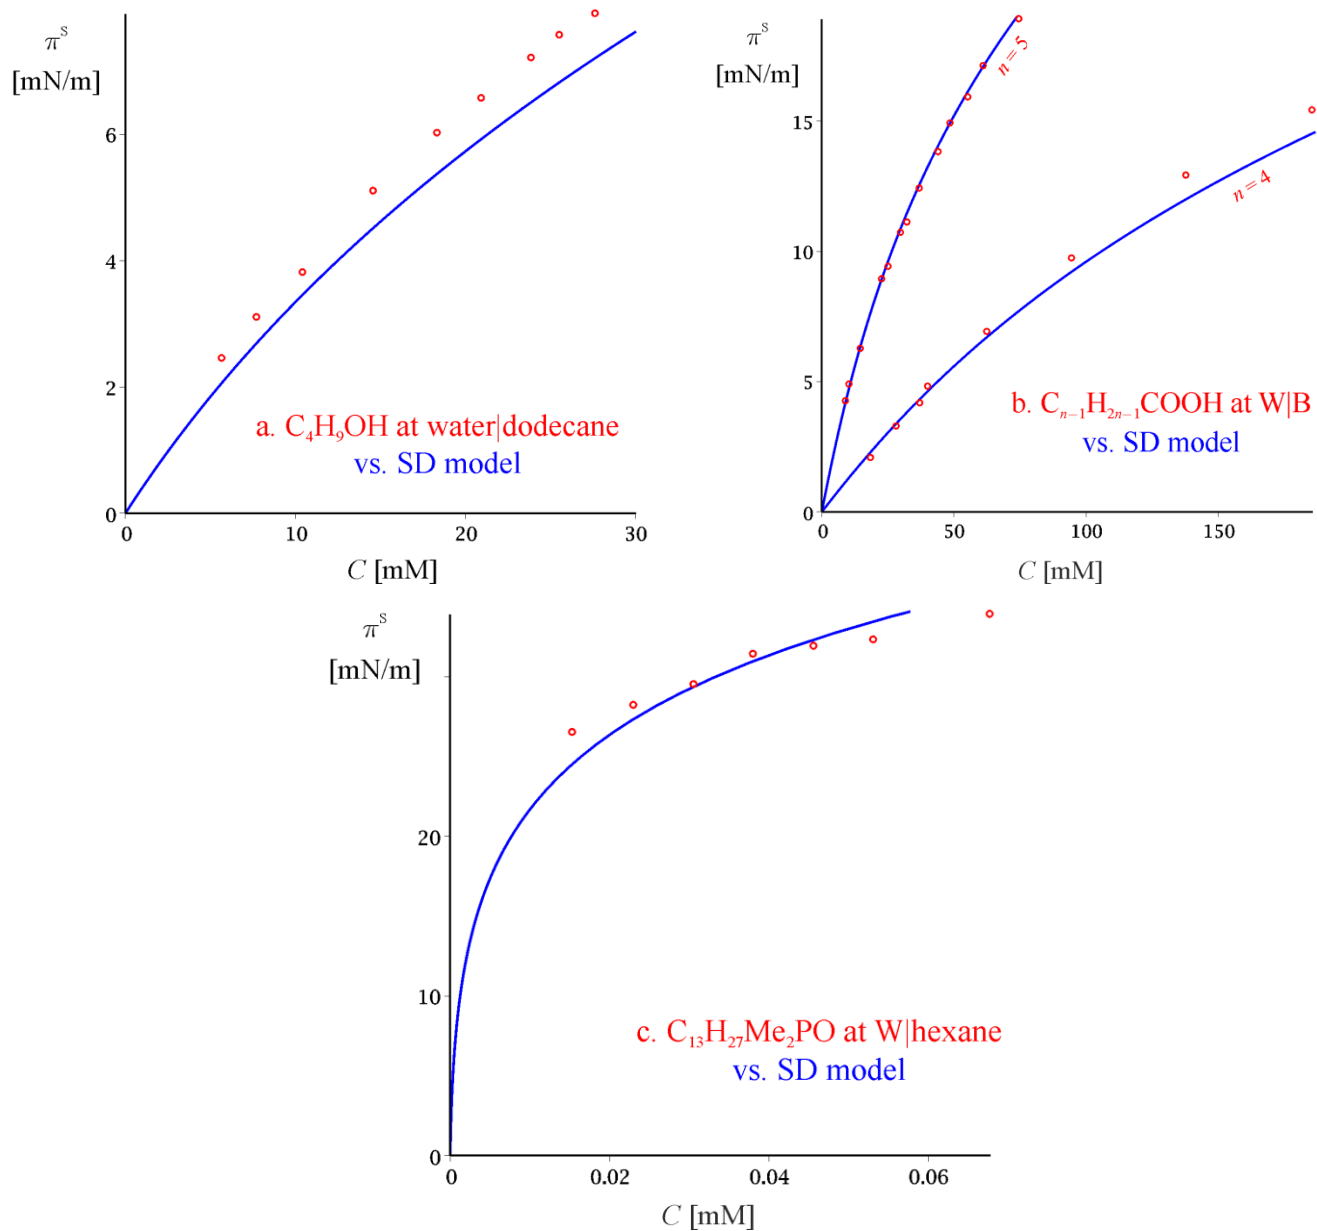 π^S
[mN/m]
6
4
2
0
0 10 20 30
C [mM]
a. C₄H₉OH at water|dodecane
vs. SD model
π^S
[mN/m]
15
10
5
0
0 50 100 150
C [mM]
n = 5
n = 4
b. Cₙ₋₁H₂ₙ₋₁COOH at W|B
vs. SD model
π^S
[mN/m]
20
10
0
0 0.02 0.04 0.06
C [mM]
c. C₁₃H₂₇Me₂PO at W|hexane
vs. SD model